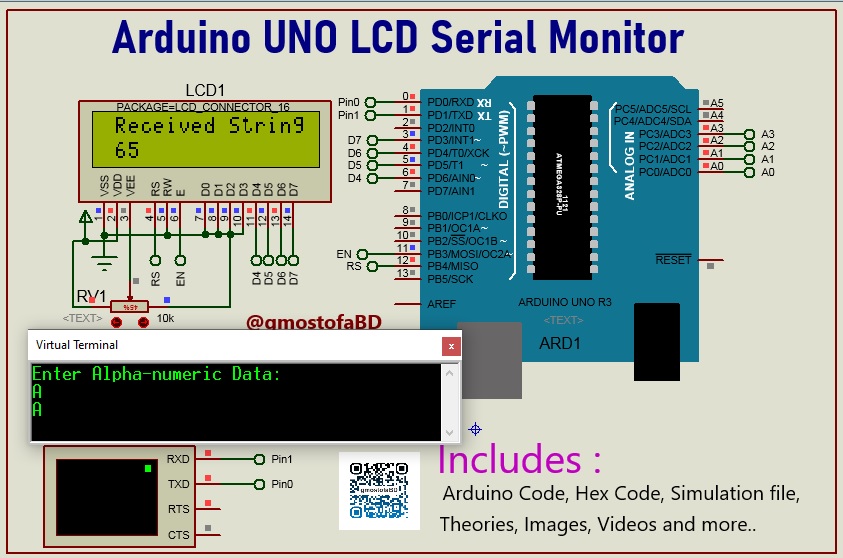 Arduino UNO LCD Serial Monitor
LCD1
PACKAGE=LCD_CONNECTOR_16
Received String
65
VSS VDD VEE RS RW E D0 D1 D2 D3 D4 D5 D6 D7
1 2 3 4 5 6 7 8 9 10 11 12 13 14
RS EN D4 D5 D6 D7
RV1
45%
<TEXT>
10k
@gmostofaBD
Pin0 0 PD0/RXD RX
Pin1 1 PD1/TXD TX
2 PD2/INT0
D7 3 PD3/INT1 ~
D6 4 PD4/T0/XCK
D5 5 PD5/T1 ~
D4 6 PD6/AIN0 ~
7 PD7/AIN1
8 PB0/ICP1/CLKO
9 PB1/OC1A ~
10 PB2/SS/OC1B ~
EN 11 PB3/MOSI/OC2A ~
RS 12 PB4/MISO
13 PB5/SCK
AREF
DIGITAL (~PWM)
ATMEGA328P-PU
1121
ANALOG IN
PC5/ADC5/SCL A5
PC4/ADC4/SDA A4
PC3/ADC3 A3 A3
PC2/ADC2 A2 A2
PC1/ADC1 A1 A1
PC0/ADC0 A0 A0
RESET
ARDUINO UNO R3
<TEXT>
ARD1
Virtual Terminal
x
Enter Alpha-numeric Data:
A
A
RXD Pin1
TXD Pin0
RTS
CTS
gmostofaBD
Includes :
Arduino Code, Hex Code, Simulation file,
Theories, Images, Videos and more..